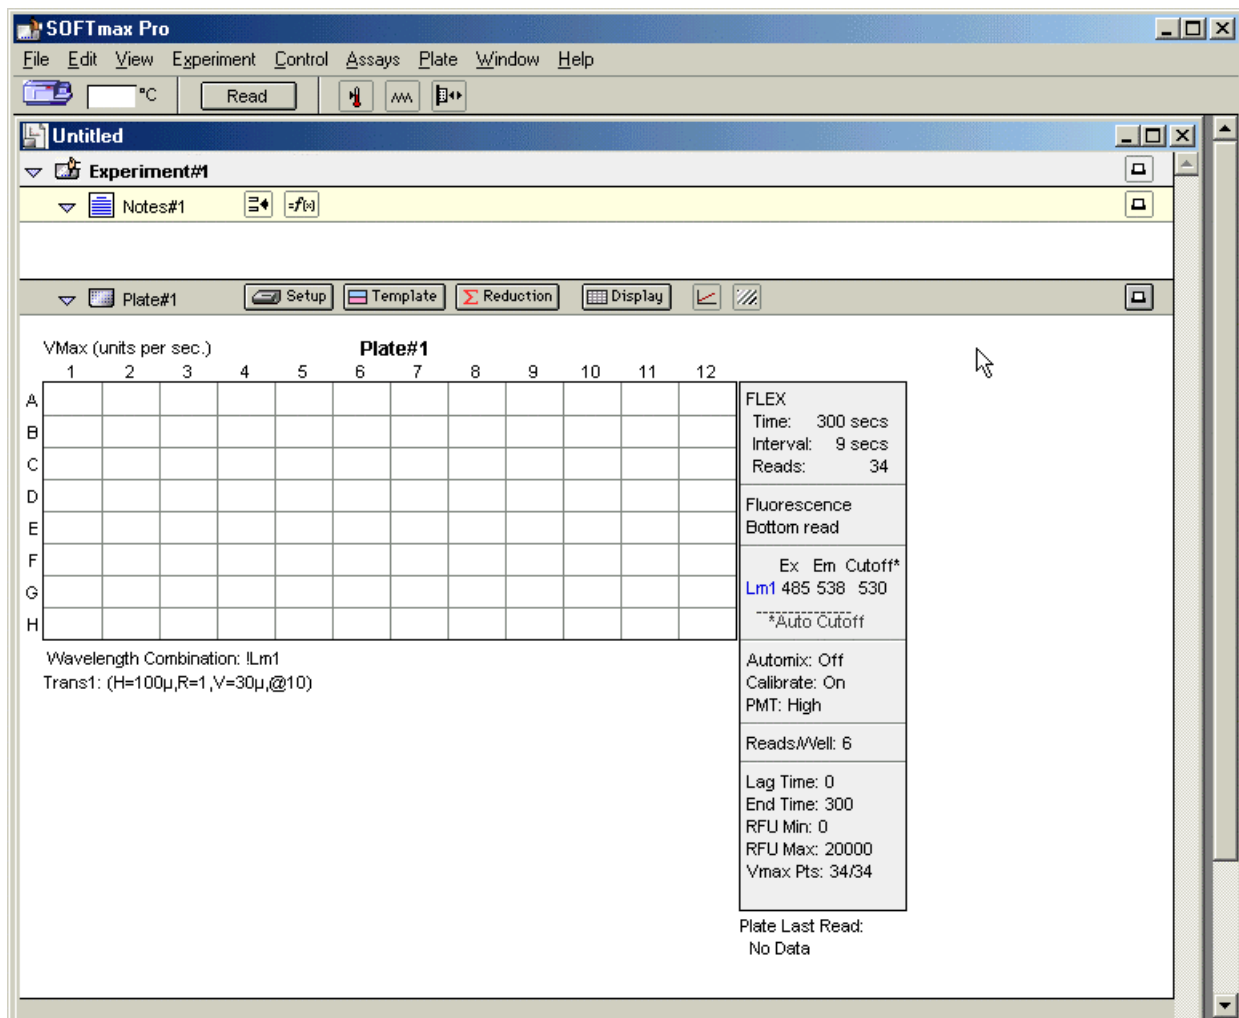 SOFTmax Pro
File Edit View Experiment Control Assays Plate Window Help
°C Read
Untitled
Experiment#1
Notes#1 =f(x)
Plate#1 Setup Template Reduction Display
VMax (units per sec.) Plate#1
1 2 3 4 5 6 7 8 9 10 11 12
A
B
C
D
E
F
G
H
FLEX
Time: 300 secs
Interval: 9 secs
Reads: 34
Fluorescence
Bottom read
Ex Em Cutoff*
Lm1 485 538 530
*Auto Cutoff
Automix: Off
Calibrate: On
PMT: High
Reads/Well: 6
Lag Time: 0
End Time: 300
RFU Min: 0
RFU Max: 20000
Vmax Pts: 34/34
Wavelength Combination: !Lm1
Trans1: (H=100µ,R=1,V=30µ,@10)
Plate Last Read:
No Data